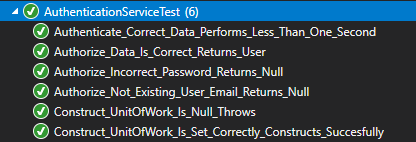 AuthenticationServiceTest (6)
Authenticate_Correct_Data_Performs_Less_Than_One_Second
Authorize_Data_Is_Correct_Returns_User
Authorize_Incorrect_Password_Returns_Null
Authorize_Not_Existing_User_Email_Returns_Null
Construct_UnitOfWork_Is_Null_Throws
Construct_UnitOfWork_Is_Set_Correctly_Constructs_Succesfully